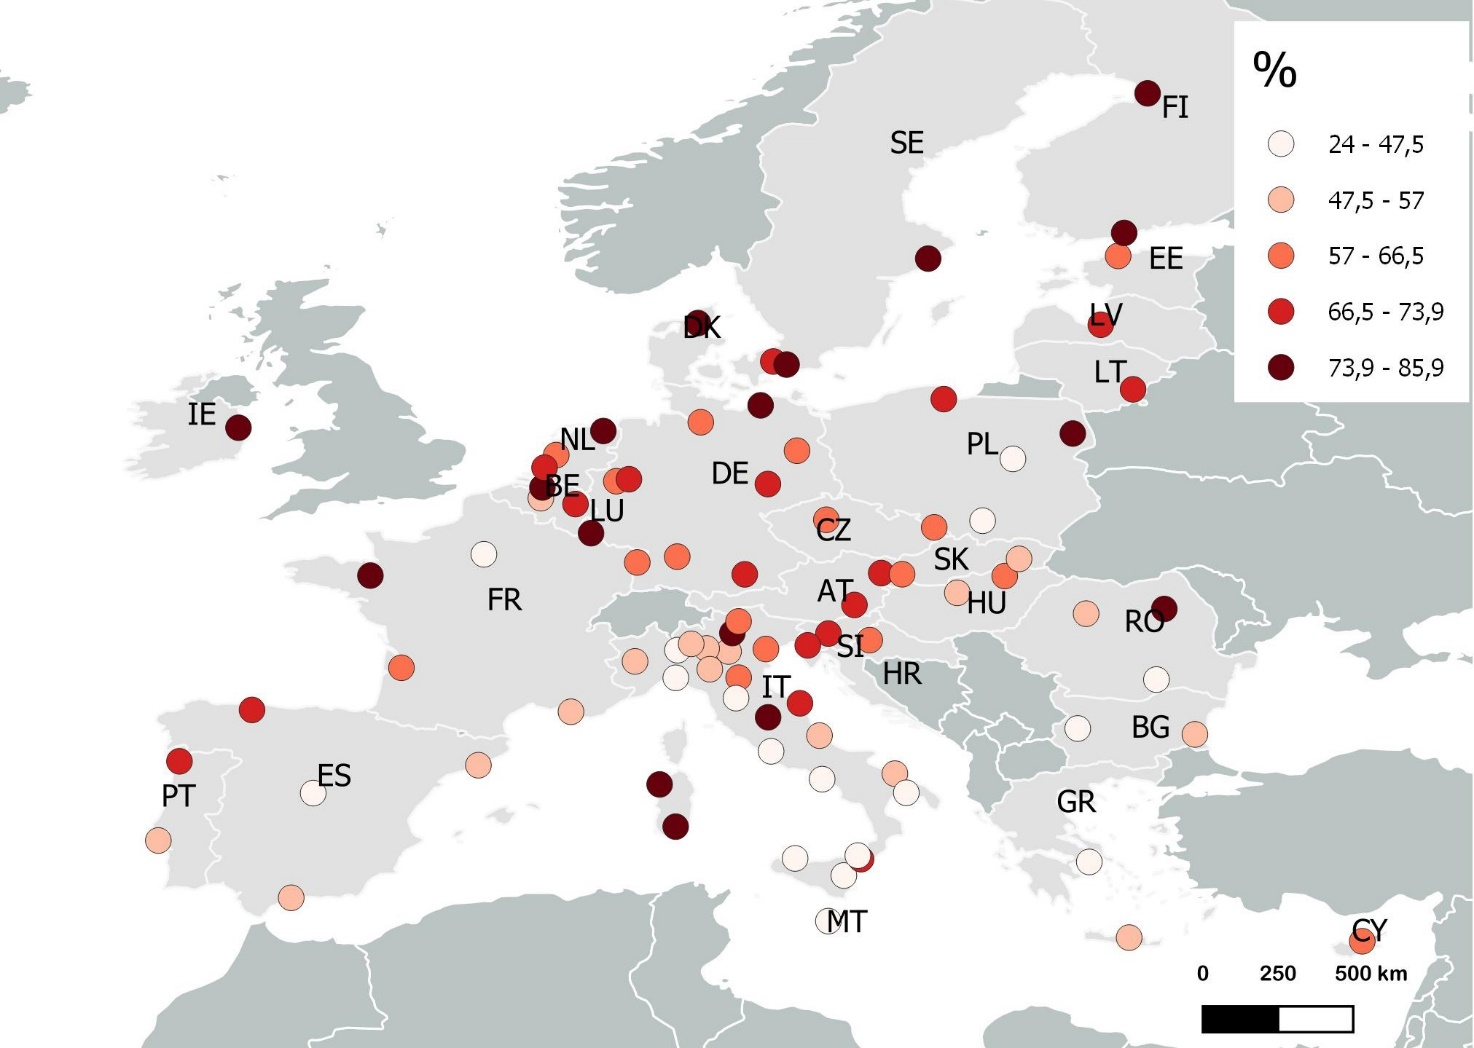 %
FI
24 - 47,5
SE
47,5 - 57
EE
57 - 66,5
LV
66,5 - 73,9
DK
LT
73,9 - 85,9
IE
NL
PL
DE
BE
LU
CZ
SK
AT
HU
FR
RO
SI
HR
IT
BG
ES
PT
GR
MT
CY
0 250 500 km